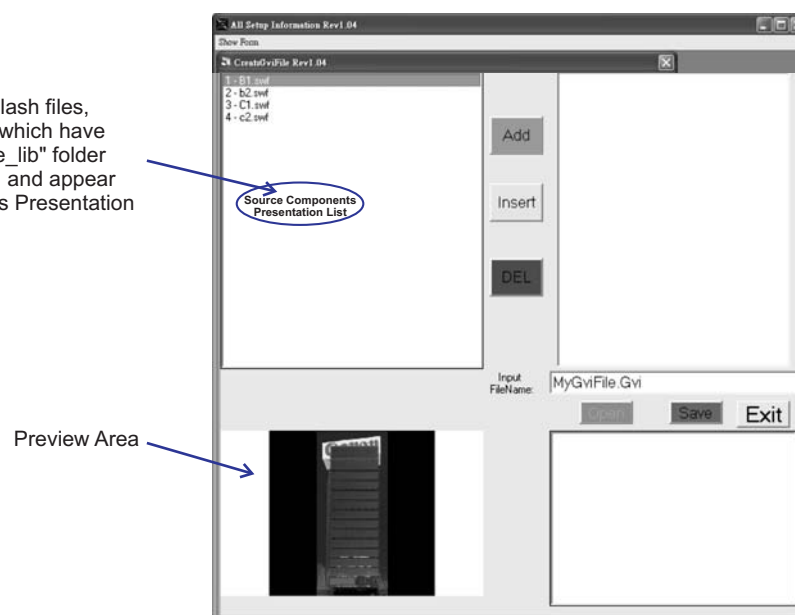 All Setup Information Rev1.04
Show Form
CreateGviFile Rev1.04
1 - B1.swf
2 - b2.swf
3 - C1.swf
4 - c2.swf
lash files,
which have
e_lib" folder
and appear
s Presentation
Source Components
Presentation List
Add
Insert
DEL
Input
FileName:
MyGviFile.Gvi
Open
Save
Exit
Preview Area
Canon